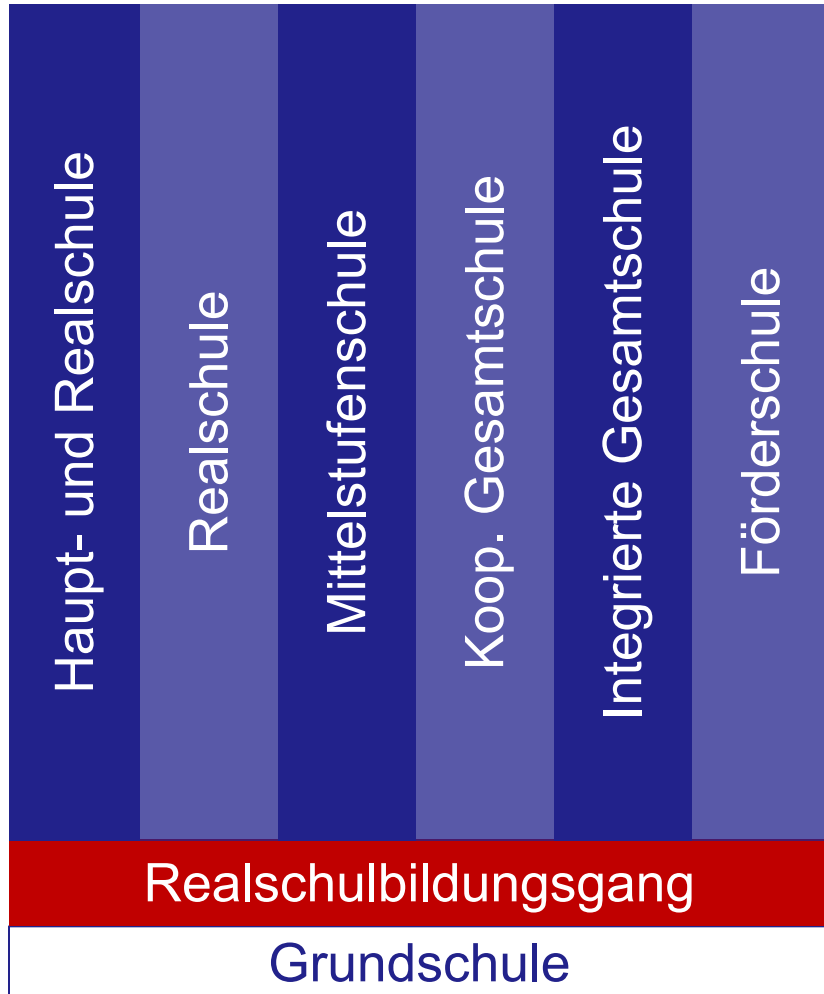 Haupt- und Realschule
Realschule
Mittelstufenschule
Koop. Gesamtschule
Integrierte Gesamtschule
Förderschule
Realschulbildungsgang
Grundschule